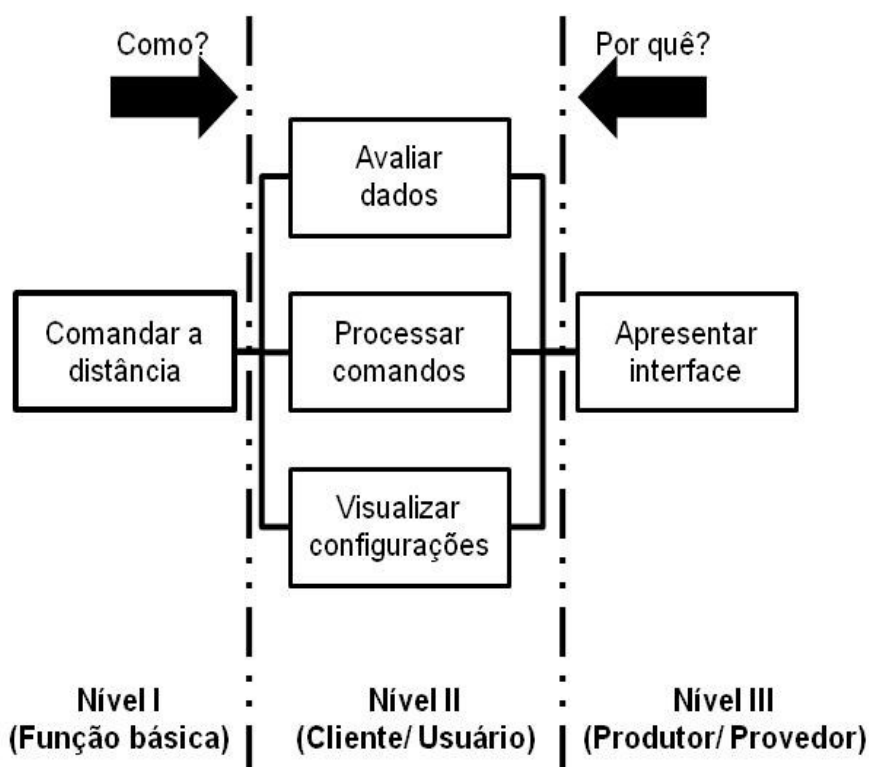 Como?
Por quê?
Avaliar
dados
Comandar a
distância
Processar
comandos
Apresentar
interface
Visualizar
configurações
Nível I
(Função básica)
Nível II
(Cliente/ Usuário)
Nível III
(Produtor/ Provedor)